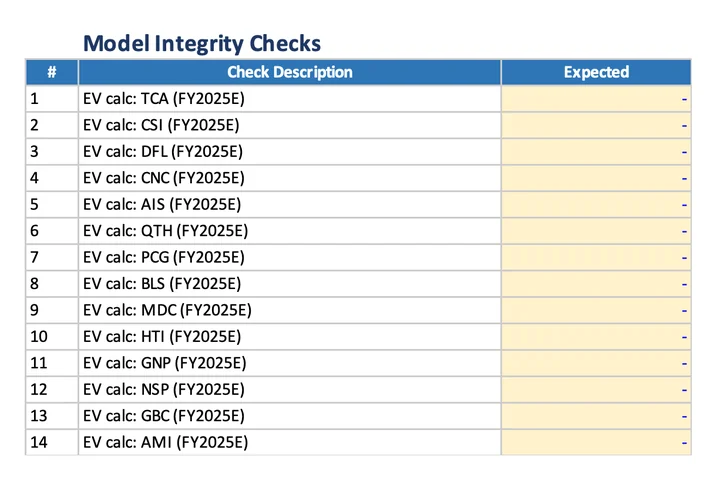 Model Integrity Checks
# Check Description Expected
1 EV calc: TCA (FY2025E) -
2 EV calc: CSI (FY2025E) -
3 EV calc: DFL (FY2025E) -
4 EV calc: CNC (FY2025E) -
5 EV calc: AIS (FY2025E) -
6 EV calc: QTH (FY2025E) -
7 EV calc: PCG (FY2025E) -
8 EV calc: BLS (FY2025E) -
9 EV calc: MDC (FY2025E) -
10 EV calc: HTI (FY2025E) -
11 EV calc: GNP (FY2025E) -
12 EV calc: NSP (FY2025E) -
13 EV calc: GBC (FY2025E) -
14 EV calc: AMI (FY2025E) -